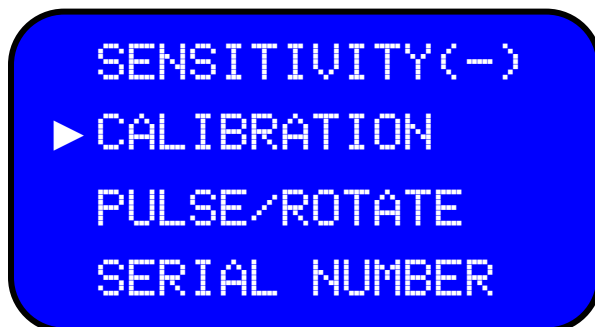 SENSITIVITY(-)
►CALIBRATION
PULSE/ROTATE
SERIAL NUMBER